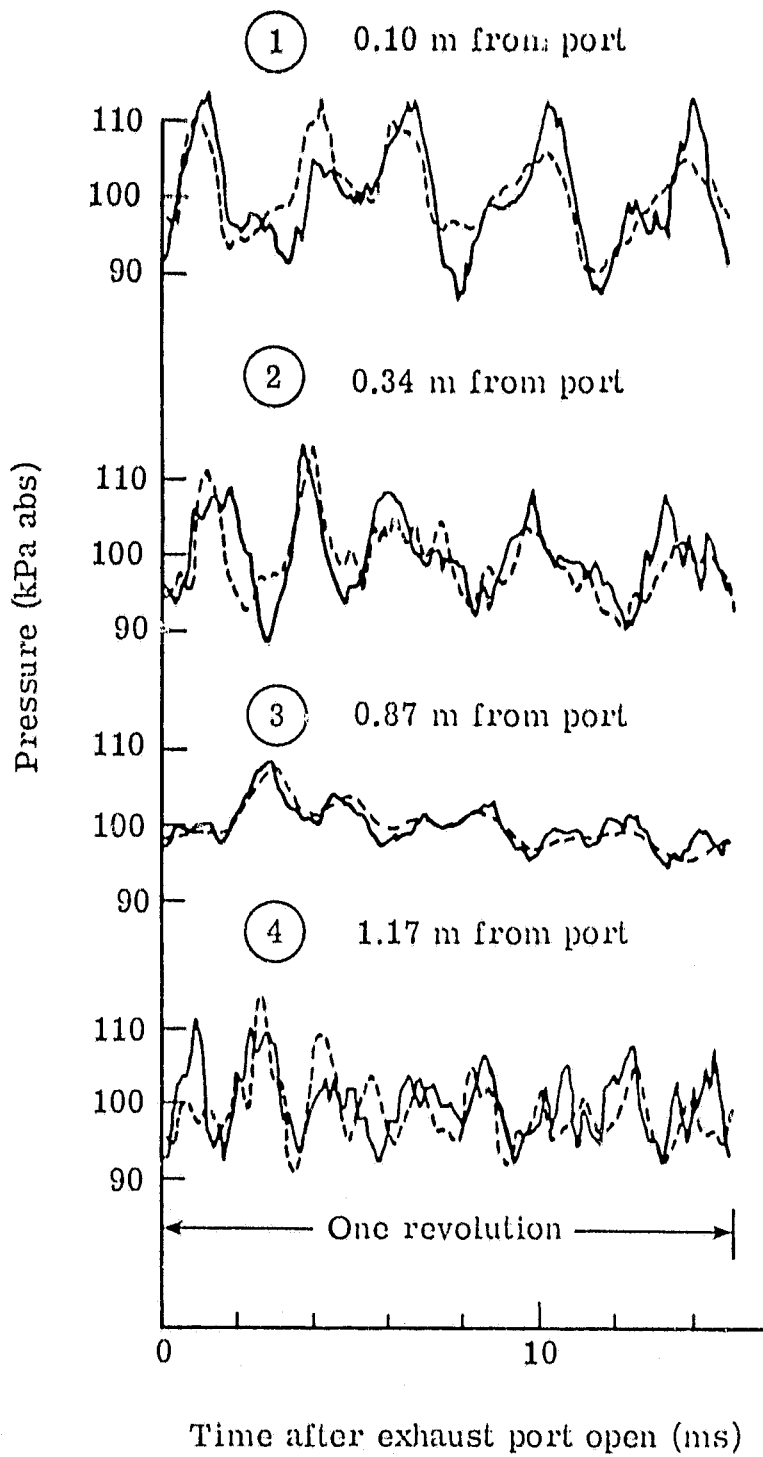 1 0.10 m from port
110
100
90
2 0.34 m from port
110
100
90
Pressure (kPa abs)
3 0.87 m from port
110
100
90
4 1.17 m from port
110
100
90
One revolution
0 10
Time after exhaust port open (ms)